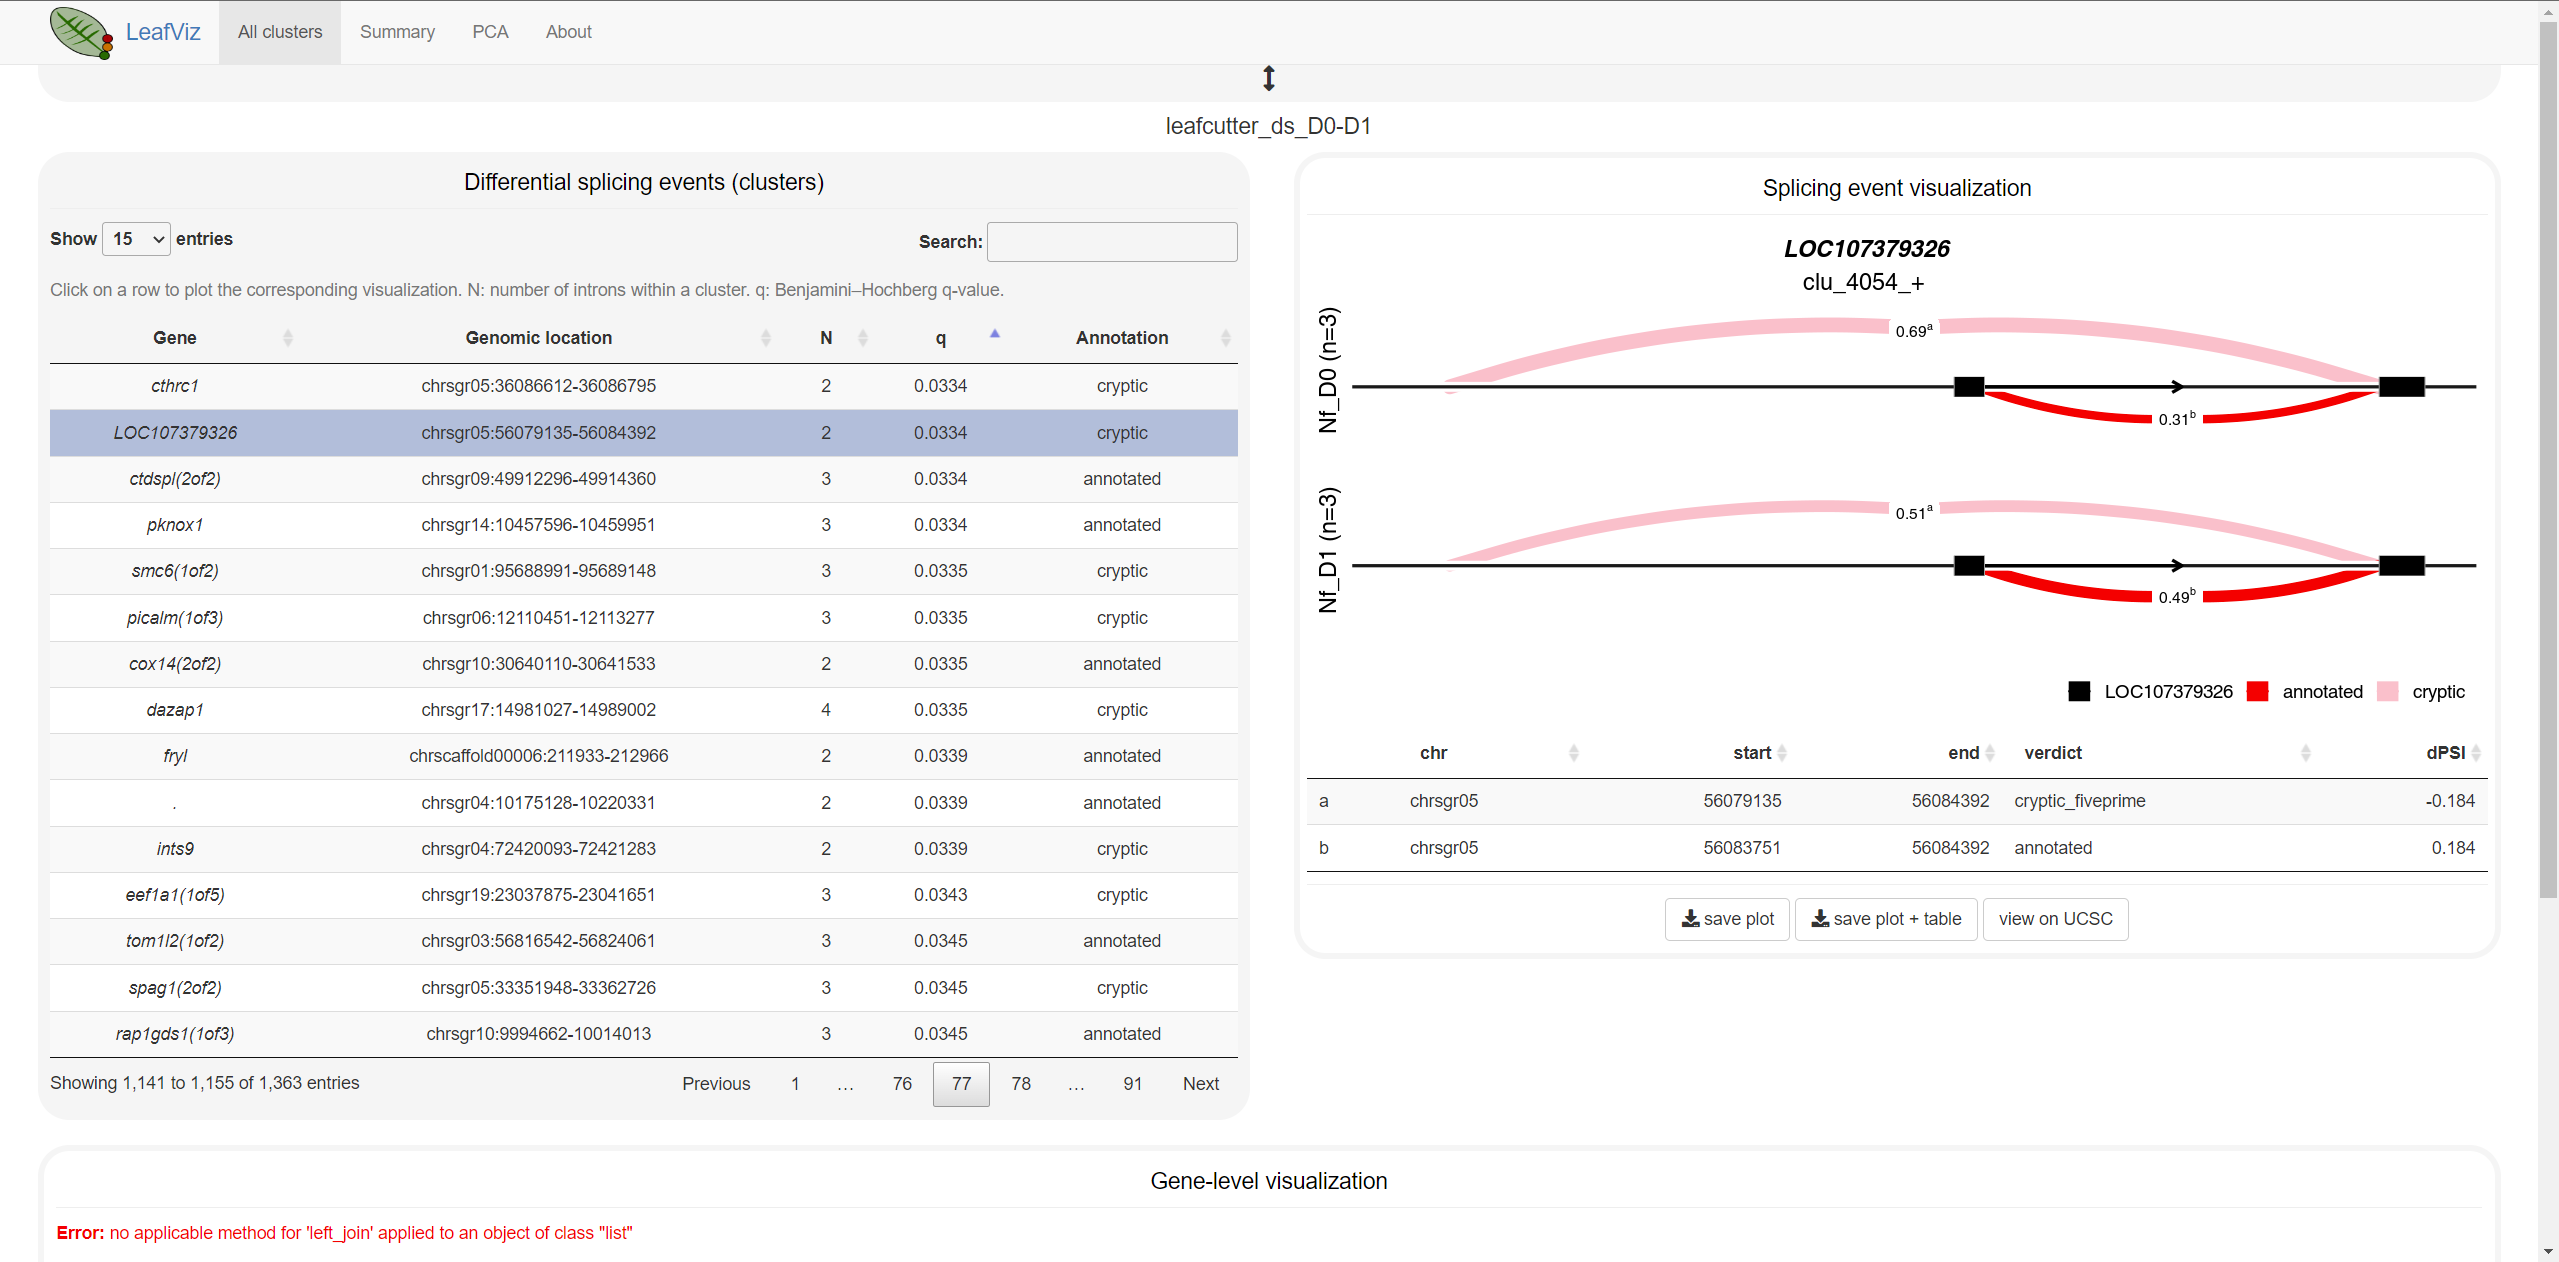 LeafViz All clusters Summary PCA About
leafcutter_ds_D0-D1
Differential splicing events (clusters)
Show 15 entries Search:
Click on a row to plot the corresponding visualization. N: number of introns within a cluster. q: Benjamini–Hochberg q-value.
Gene Genomic location N q Annotation
cthrc1 chrsgr05:36086612-36086795 2 0.0334 cryptic
LOC107379326 chrsgr05:56079135-56084392 2 0.0334 cryptic
ctdspl(2of2) chrsgr09:49912296-49914360 3 0.0334 annotated
pknox1 chrsgr14:10457596-10459951 3 0.0334 annotated
smc6(1of2) chrsgr01:95688991-95689148 3 0.0335 cryptic
picalm(1of3) chrsgr06:12110451-12113277 3 0.0335 cryptic
cox14(2of2) chrsgr10:30640110-30641533 2 0.0335 annotated
dazap1 chrsgr17:14981027-14989002 4 0.0335 cryptic
fryl chrscaffold00006:211933-212966 2 0.0339 annotated
. chrsgr04:10175128-10220331 2 0.0339 annotated
ints9 chrsgr04:72420093-72421283 2 0.0339 cryptic
eef1a1(1of5) chrsgr19:23037875-23041651 3 0.0343 cryptic
tom1l2(1of2) chrsgr03:56816542-56824061 3 0.0345 annotated
spag1(2of2) chrsgr05:33351948-33362726 3 0.0345 cryptic
rap1gds1(1of3) chrsgr10:9994662-10014013 3 0.0345 annotated
Showing 1,141 to 1,155 of 1,363 entries Previous 1 … 76 77 78 … 91 Next
Splicing event visualization
LOC107379326
clu_4054_+
Nf_D0 (n=3)
0.69a
0.31b
Nf_D1 (n=3)
0.51a
0.49b
LOC107379326 annotated cryptic
chr start end verdict dPSI
a chrsgr05 56079135 56084392 cryptic_fiveprime -0.184
b chrsgr05 56083751 56084392 annotated 0.184
save plot save plot + table view on UCSC
Gene-level visualization
Error: no applicable method for 'left_join' applied to an object of class "list"